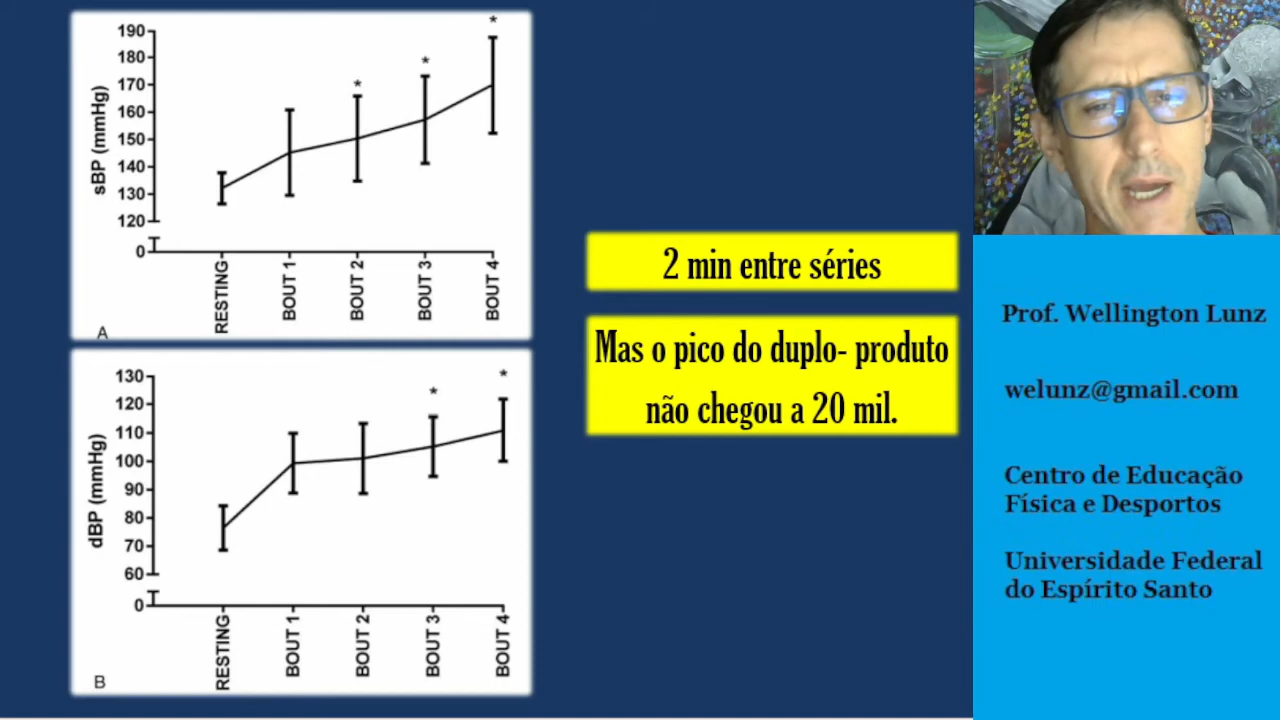 190
180
170
160
150
140
130
120
0
sBP (mmHg)
*
*
*
RESTING
BOUT 1
BOUT 2
BOUT 3
BOUT 4
A
130
120
110
100
90
80
70
60
0
dBP (mmHg)
*
*
RESTING
BOUT 1
BOUT 2
BOUT 3
BOUT 4
B
2 min entre séries
Mas o pico do duplo- produto
não chegou a 20 mil.
Prof. Wellington Lunz
welunz@gmail.com
Centro de Educação
Física e Desportos
Universidade Federal
do Espírito Santo